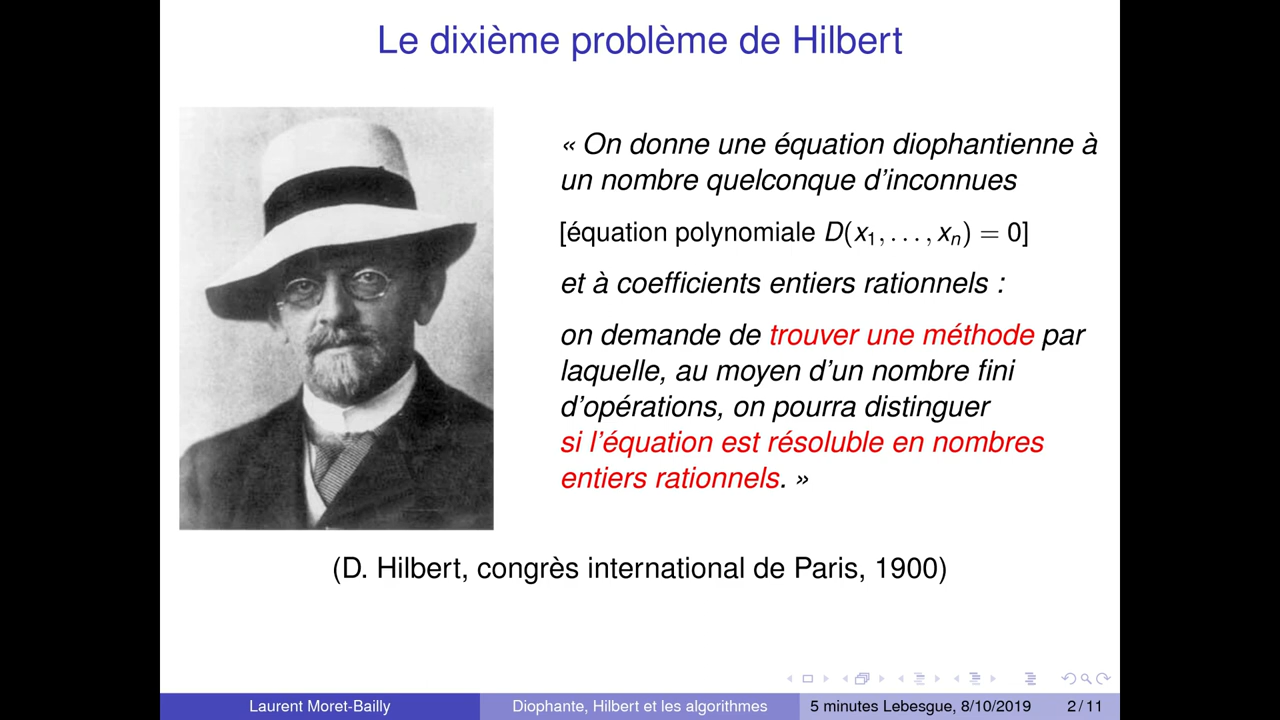 Le dixième problème de Hilbert
« On donne une équation diophantienne à
un nombre quelconque d'inconnues
[équation polynomiale D(x₁, . . . , xₙ) = 0]
et à coefficients entiers rationnels :
on demande de trouver une méthode par
laquelle, au moyen d'un nombre fini
d'opérations, on pourra distinguer
si l'équation est résoluble en nombres
entiers rationnels. »
(D. Hilbert, congrès international de Paris, 1900)
Laurent Moret-Bailly
Diophante, Hilbert et les algorithmes
5 minutes Lebesgue, 8/10/2019
2 / 11